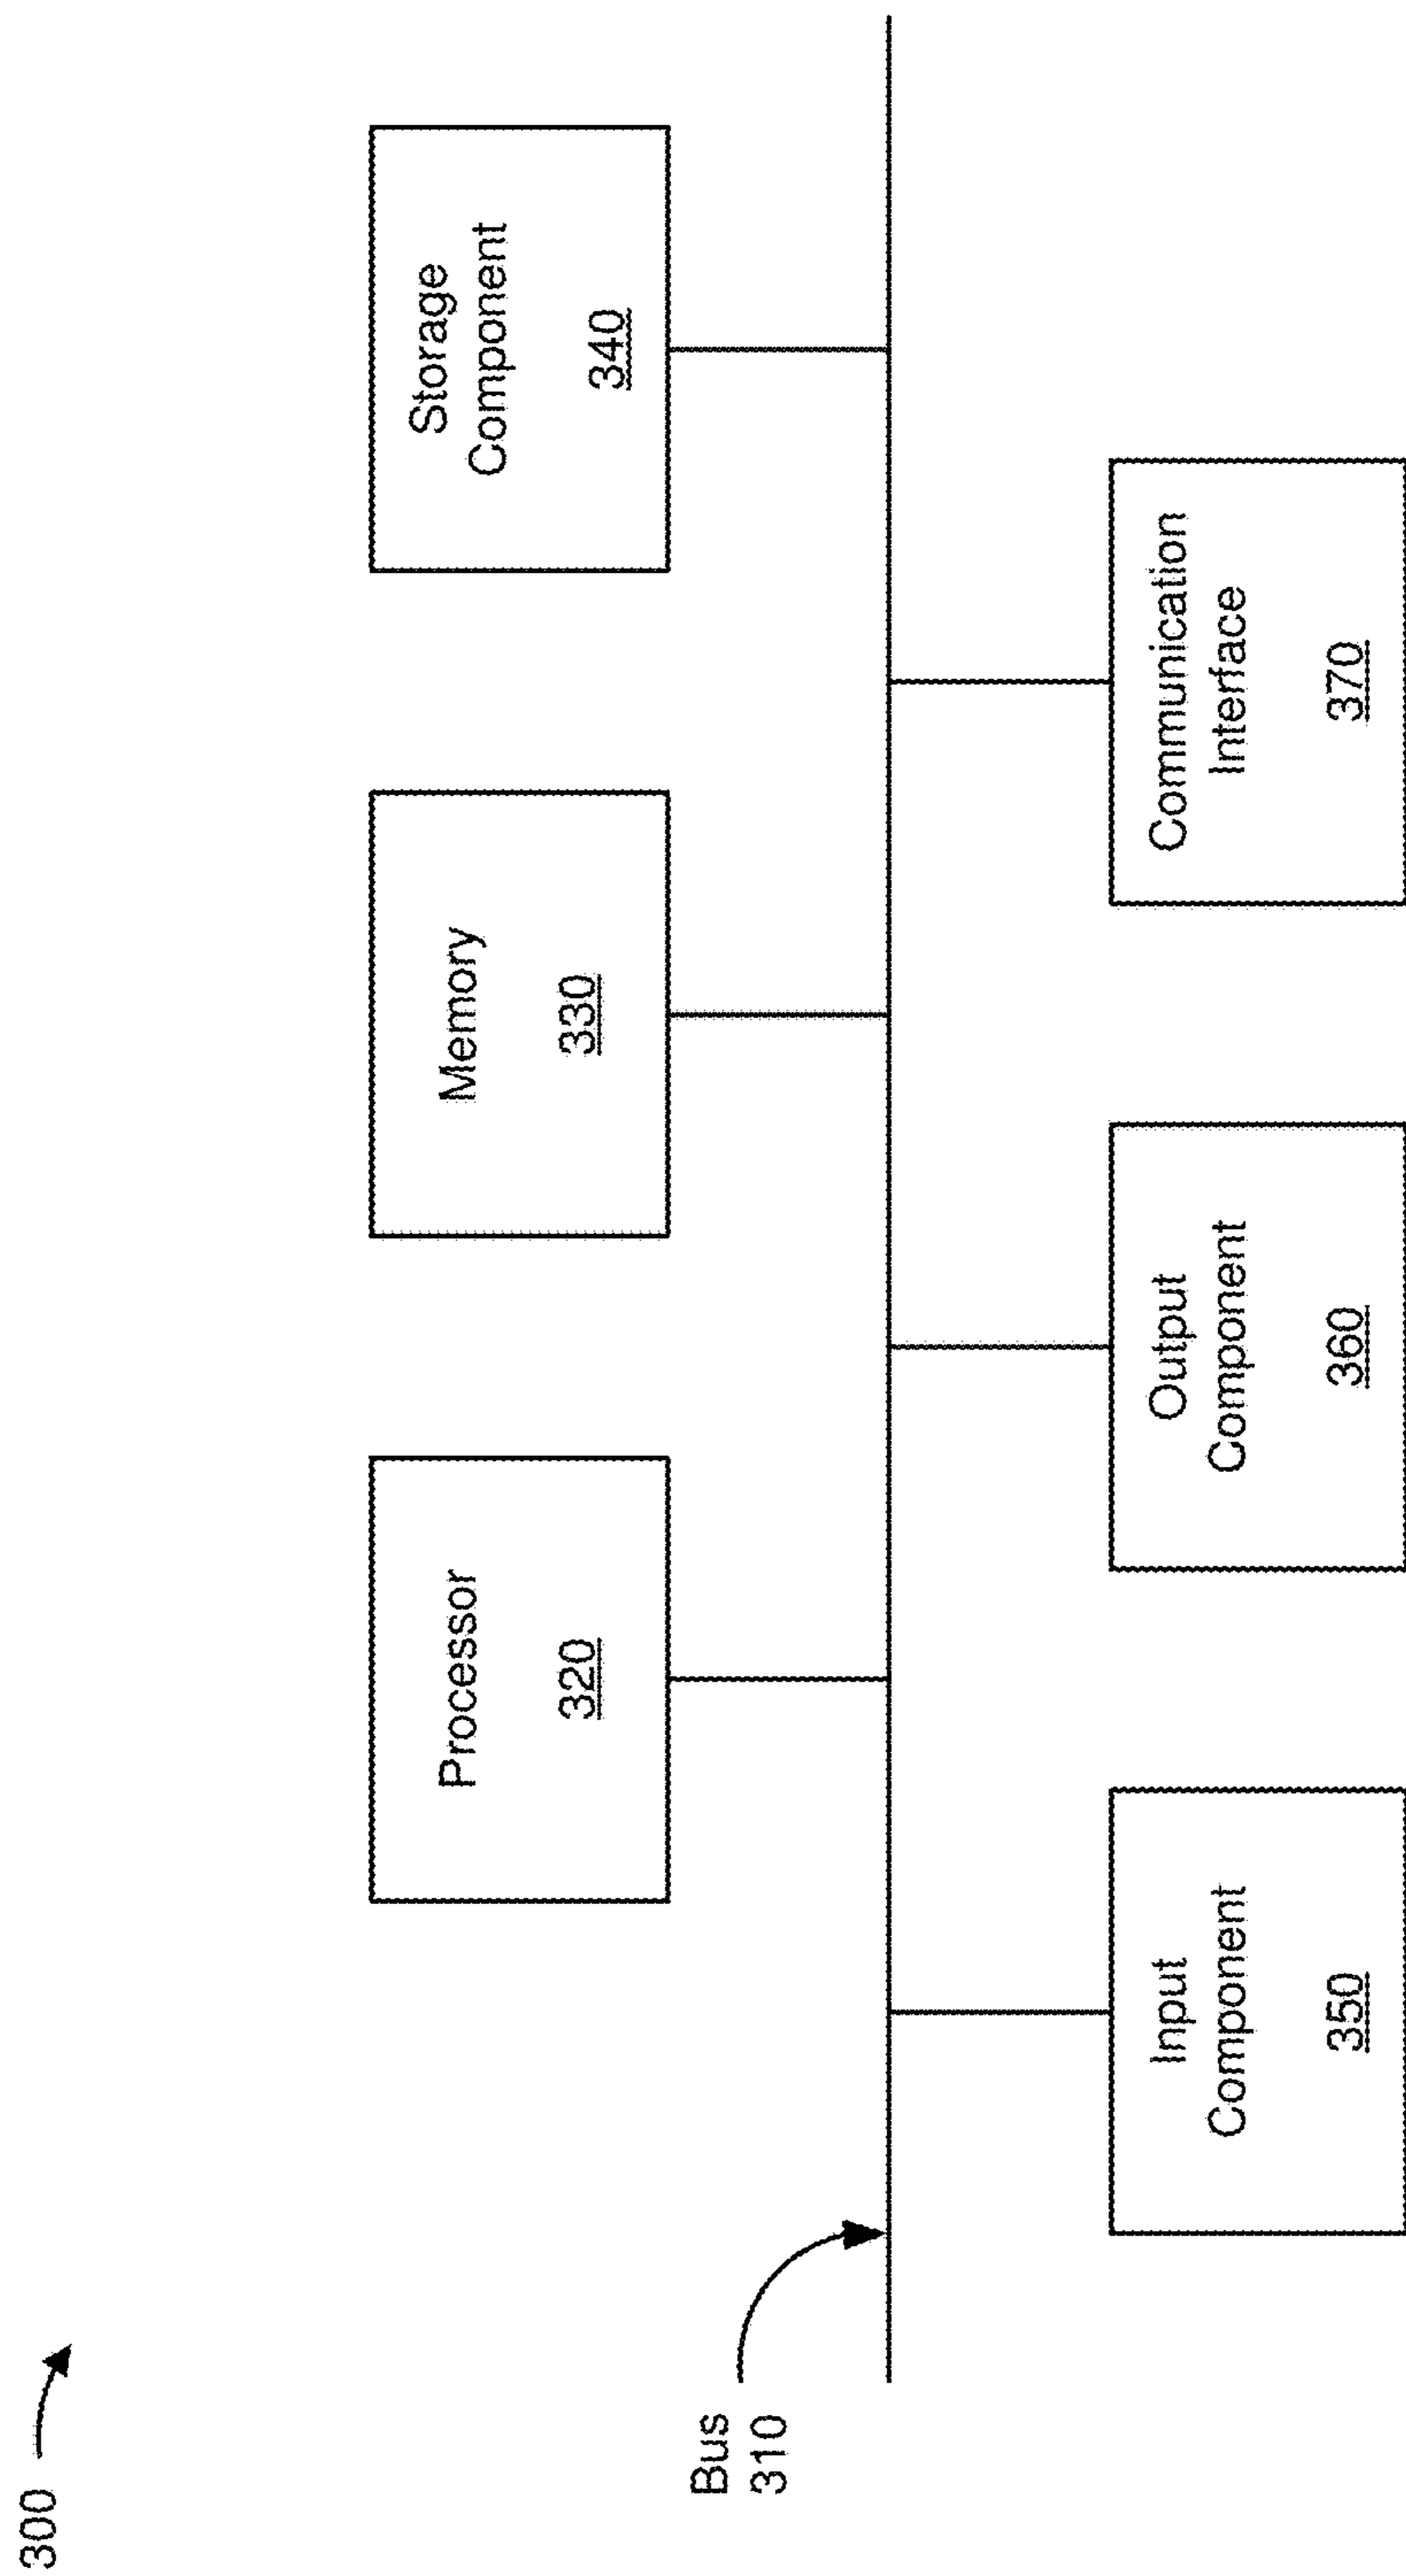 300
Bus
310
Processor
320
Memory
330
Storage
Component
340
Input
Component
350
Output
Component
360
Communication
Interface
370